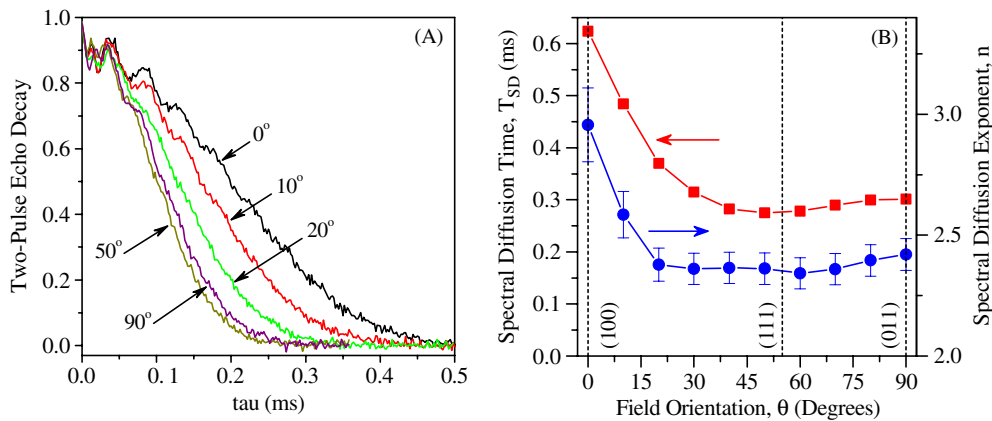 (A)
1.0
0.8
0.6
0.4
0.2
0.0
Two-Pulse Echo Decay
0°
10°
20°
50°
90°
0.0 0.1 0.2 0.3 0.4 0.5
tau (ms)
(B)
0.6
0.5
0.4
0.3
0.2
0.1
0.0
Spectral Diffusion Time, T_SD (ms)
3.0
2.5
2.0
Spectral Diffusion Exponent, n
(100)
(111)
(011)
0 15 30 45 60 75 90
Field Orientation, θ (Degrees)